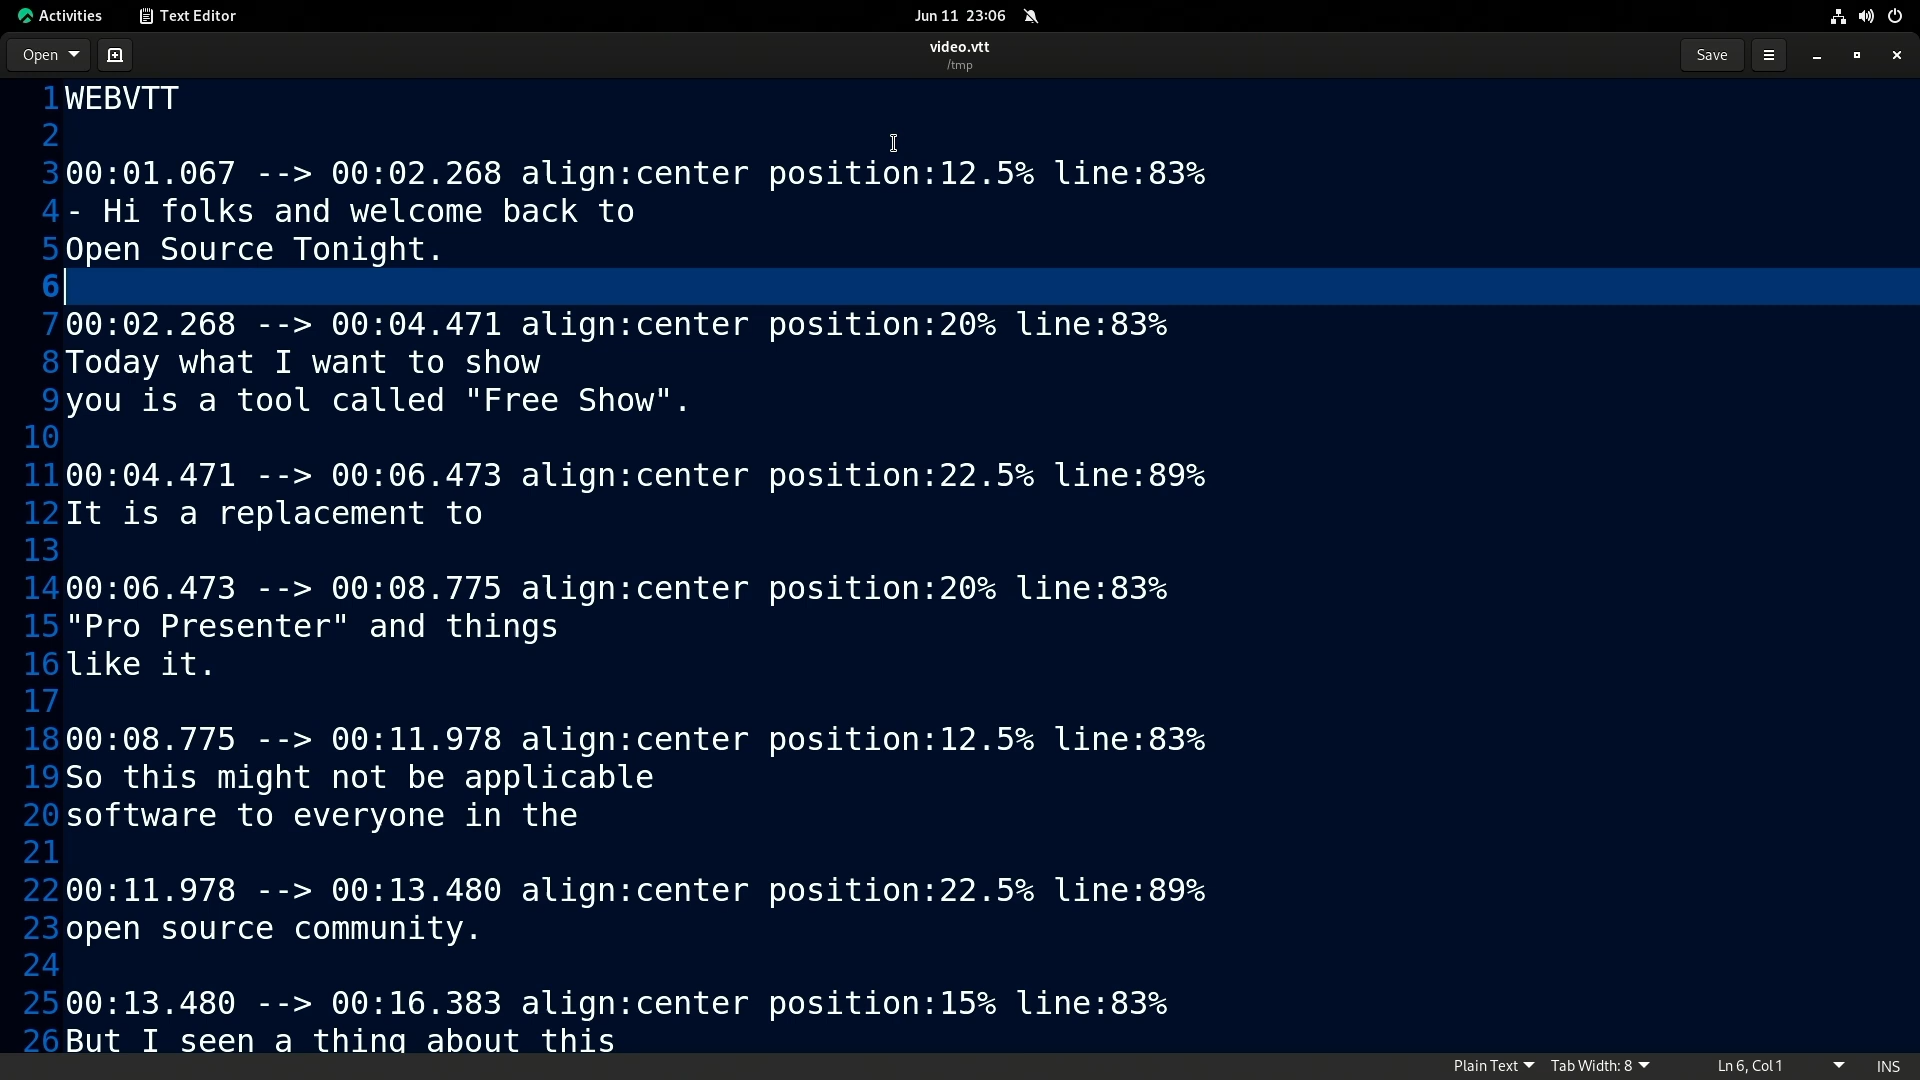 Activities Text Editor Jun 11 23:06
Open video.vtt Save
/tmp
1 WEBVTT
2
3 00:01.067 --> 00:02.268 align:center position:12.5% line:83%
4 - Hi folks and welcome back to
5 Open Source Tonight.
6
7 00:02.268 --> 00:04.471 align:center position:20% line:83%
8 Today what I want to show
9 you is a tool called "Free Show".
10
11 00:04.471 --> 00:06.473 align:center position:22.5% line:89%
12 It is a replacement to
13
14 00:06.473 --> 00:08.775 align:center position:20% line:83%
15 "Pro Presenter" and things
16 like it.
17
18 00:08.775 --> 00:11.978 align:center position:12.5% line:83%
19 So this might not be applicable
20 software to everyone in the
21
22 00:11.978 --> 00:13.480 align:center position:22.5% line:89%
23 open source community.
24
25 00:13.480 --> 00:16.383 align:center position:15% line:83%
26 But I seen a thing about this
Plain Text Tab Width: 8 Ln 6, Col 1 INS